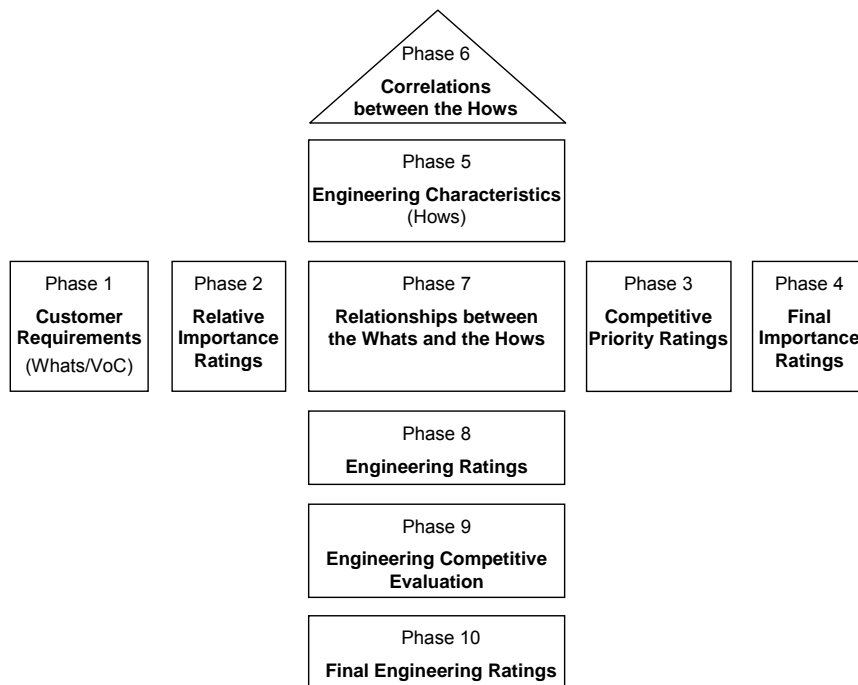 Phase 6
Correlations
between the Hows
Phase 5
Engineering Characteristics
(Hows)
Phase 1
Customer
Requirements
(Whats/VoC)
Phase 2
Relative
Importance
Ratings
Phase 7
Relationships between
the Whats and the Hows
Phase 3
Competitive
Priority Ratings
Phase 4
Final
Importance
Ratings
Phase 8
Engineering Ratings
Phase 9
Engineering Competitive
Evaluation
Phase 10
Final Engineering Ratings